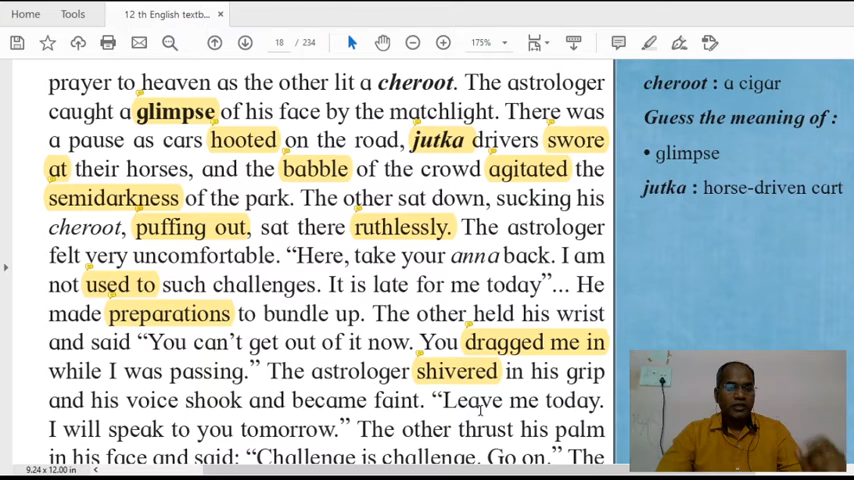 Home Tools 12 th English textb... ×
18 / 234 175%
prayer to heaven as the other lit a cheroot. The astrologer
caught a glimpse of his face by the matchlight. There was
a pause as cars hooted on the road, jutka drivers swore
at their horses, and the babble of the crowd agitated the
semidarkness of the park. The other sat down, sucking his
cheroot, puffing out, sat there ruthlessly. The astrologer
felt very uncomfortable. “Here, take your anna back. I am
not used to such challenges. It is late for me today”... He
made preparations to bundle up. The other held his wrist
and said “You can’t get out of it now. You dragged me in
while I was passing.” The astrologer shivered in his grip
and his voice shook and became faint. “Leave me today.
I will speak to you tomorrow.” The other thrust his palm
in his face and said: “Challenge is challenge. Go on.” The
cheroot : a cigar
Guess the meaning of :
• glimpse
jutka : horse-driven cart
9.24 x 12.00 in